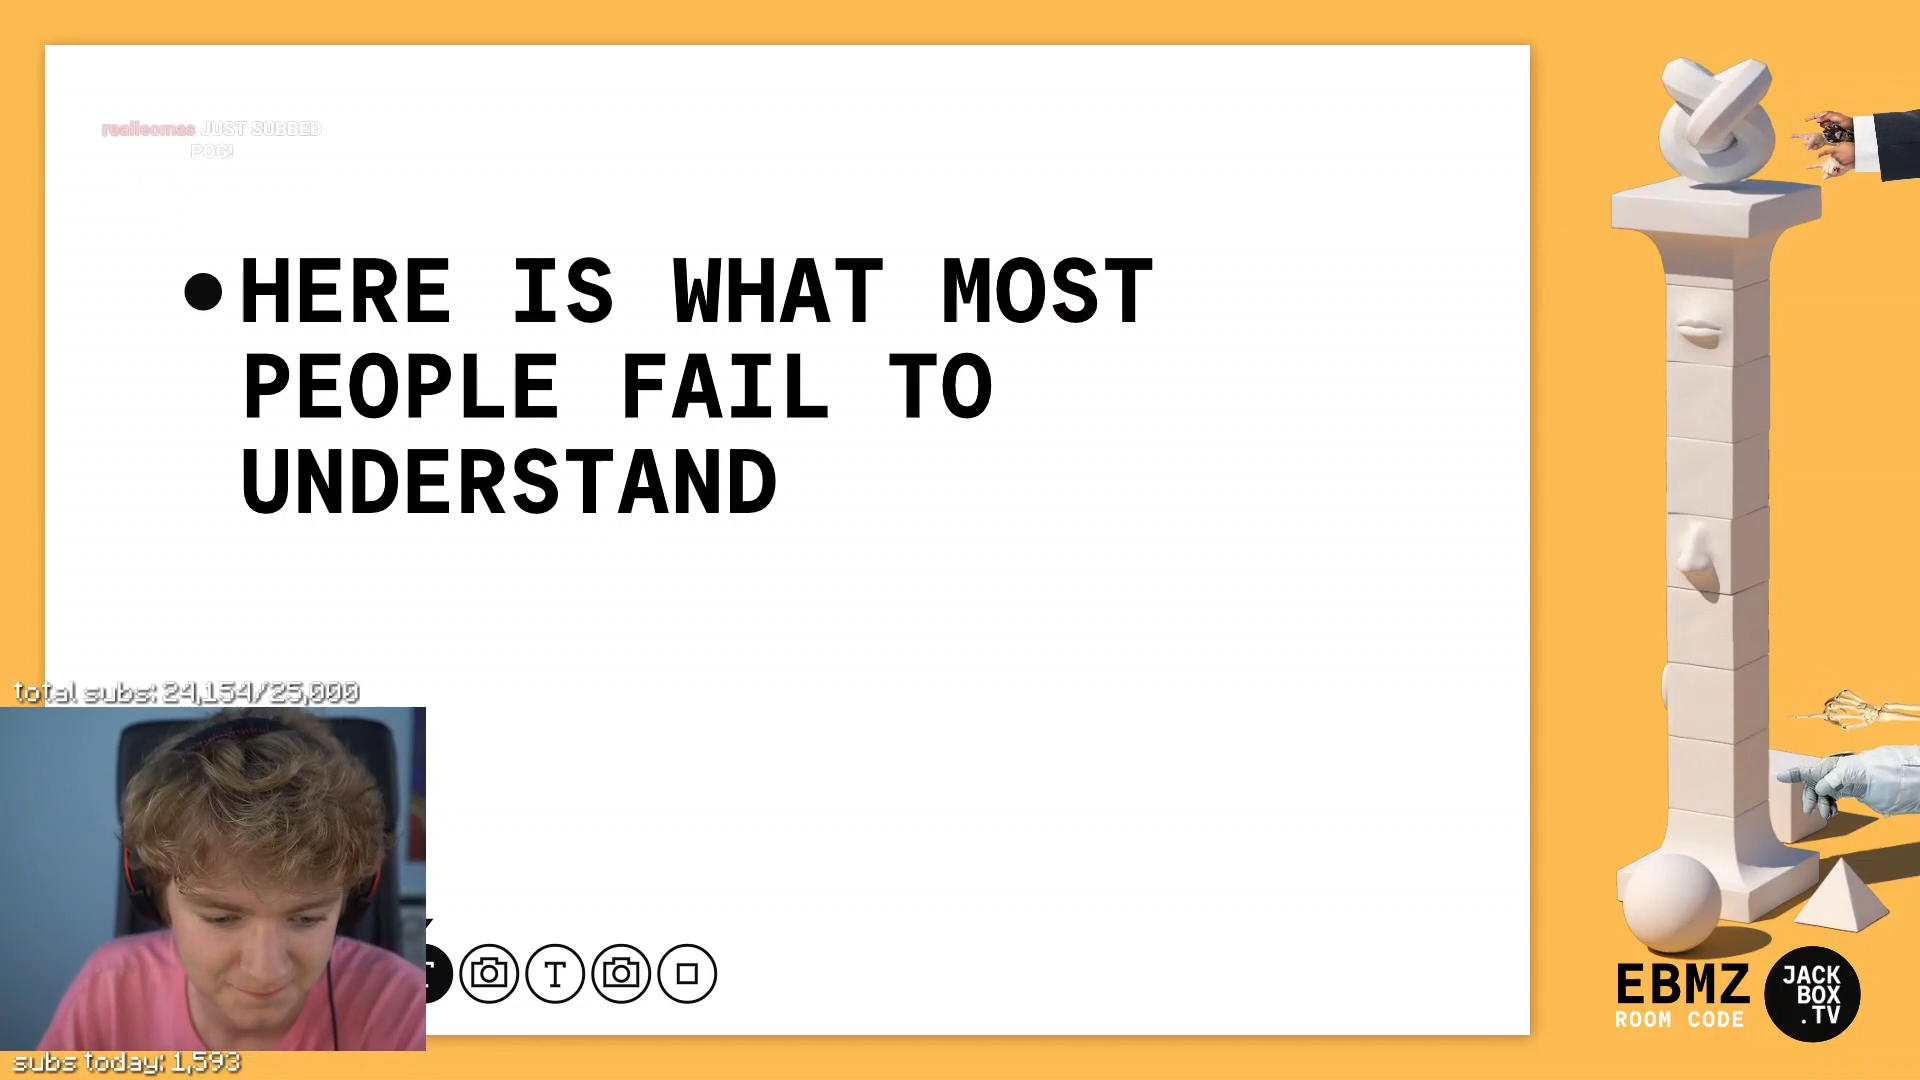 realleomas JUST SUBBED
POG!
●HERE IS WHAT MOST
PEOPLE FAIL TO
UNDERSTAND
total subs: 24,154/25,000
T
EBMZ
ROOM CODE
JACK
BOX
.TV
subs today: 1,593